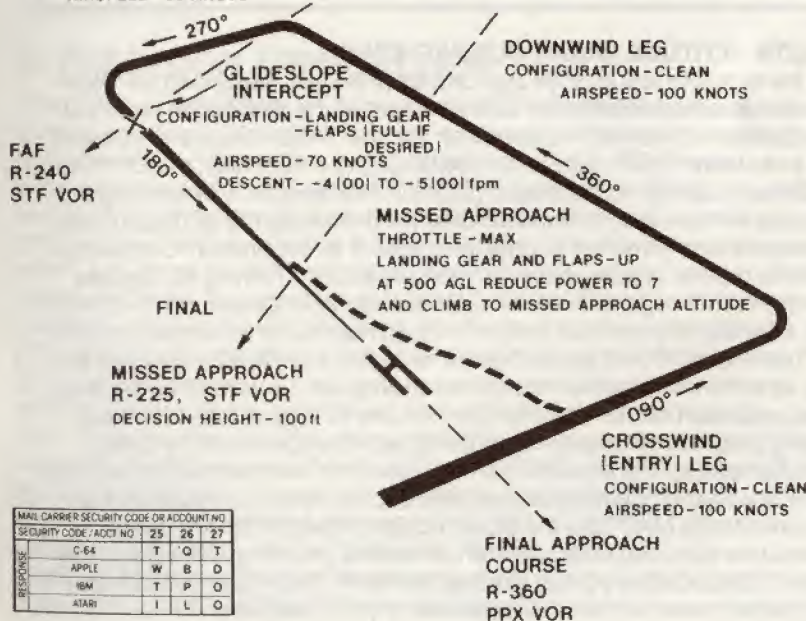 270°
DOWNWIND LEG
CONFIGURATION-CLEAN
AIRSPEED-100 KNOTS
GLIDESLOPE
INTERCEPT
CONFIGURATION-LANDING GEAR
-FLAPS |FULL IF
DESIRED|
AIRSPEED-70 KNOTS
DESCENT--4|00| TO -5|00| fpm
FAF
R-240
STF VOR
180°
360°
MISSED APPROACH
THROTTLE-MAX
LANDING GEAR AND FLAPS-UP
AT 500 AGL REDUCE POWER TO 7
AND CLIMB TO MISSED APPROACH ALTITUDE
FINAL
MISSED APPROACH
R-225, STF VOR
DECISION HEIGHT-100ft
090°
CROSSWIND
|ENTRY| LEG
CONFIGURATION-CLEAN
AIRSPEED-100 KNOTS
FINAL APPROACH
COURSE
R-360
PPX VOR
MAIL CARRIER SECURITY CODE OR ACCOUNT NO
SECURITY CODE/ACCT NO 25 26 27
RESPONSE
C-64 T Q T
APPLE W B D
IBM T P O
ATARI I L O